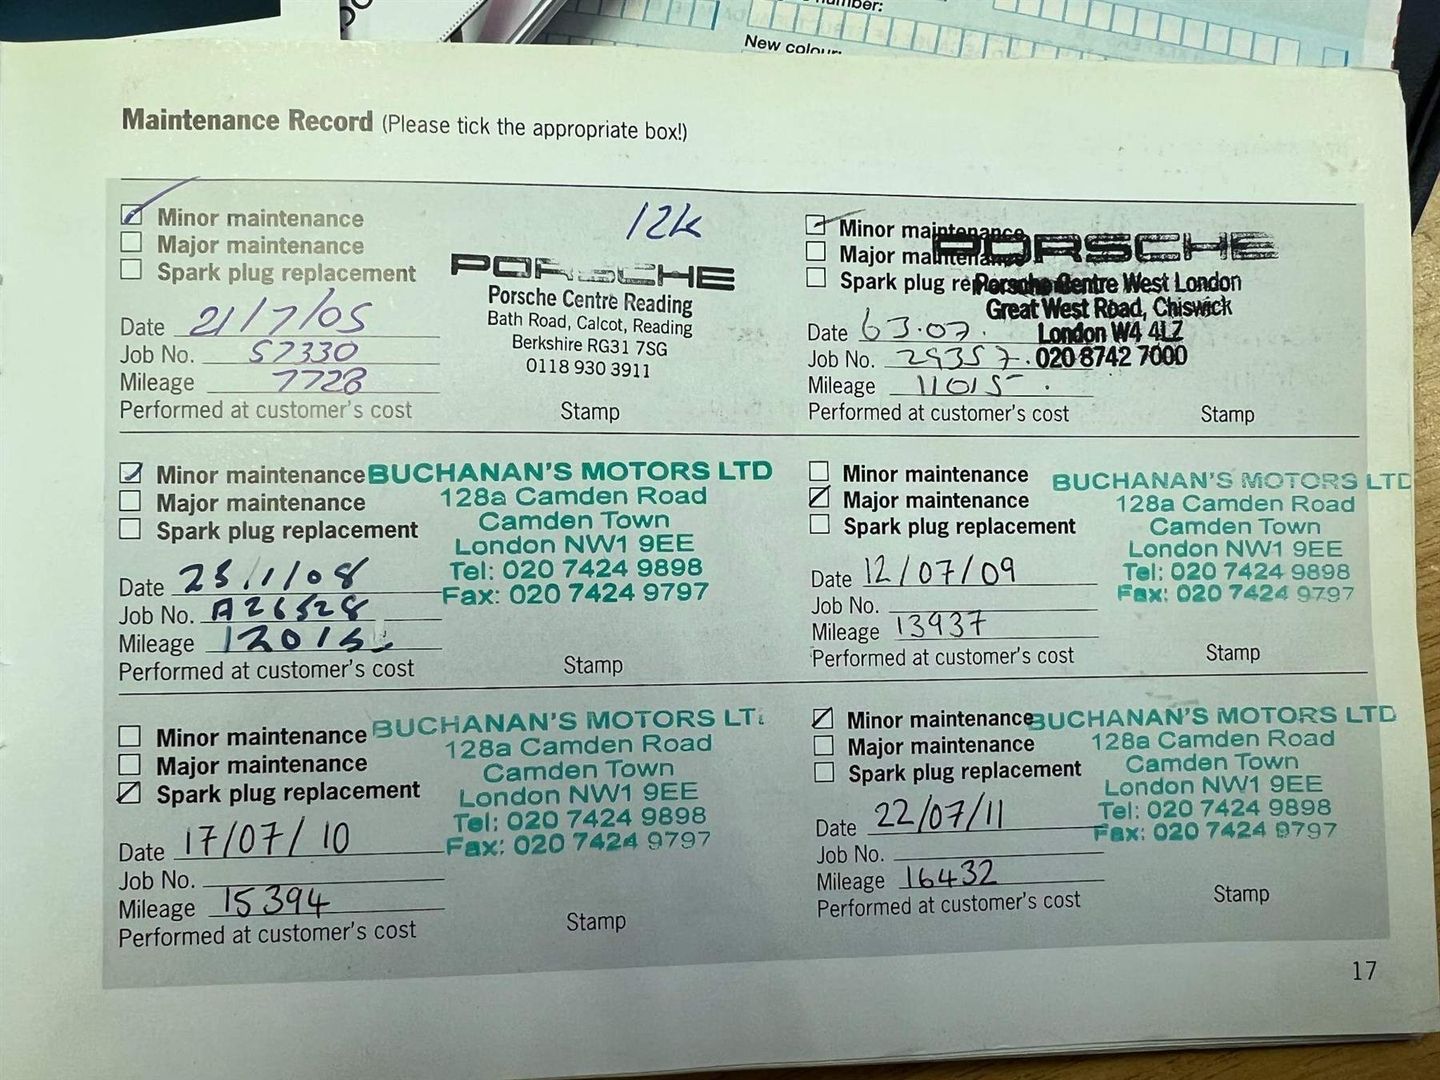 number:
New colour:
Maintenance Record (Please tick the appropriate box!)
Minor maintenance
Major maintenance
Spark plug replacement
12k
PORSCHE
Porsche Centre Reading
Bath Road, Calcot, Reading
Berkshire RG31 7SG
0118 930 3911
Date 21/7/05
Job No. 57330
Mileage 7728
Performed at customer's cost
Stamp
Minor maintenance
Major maintenance
Spark plug
PORSCHE
Porsche Centre West London
Great West Road, Chiswick
London W4 4LZ
020 8742 7000
Date 6 3.07.
Job No. 29357.
Mileage 11015
Performed at customer's cost
Stamp
Minor maintenance
Major maintenance
Spark plug replacement
BUCHANAN'S MOTORS LTD
128a Camden Road
Camden Town
London NW1 9EE
Tel: 020 7424 9898
Fax: 020 7424 9797
Date
Job No. A26528
Mileage
Performed at customer's cost
Stamp
Minor maintenance
Major maintenance
Spark plug replacement
BUCHANAN'S MOTORS LTD
128a Camden Road
Camden Town
London NW1 9EE
Tel: 020 7424 9898
Fax: 020 7424 9797
Date 12/07/09
Job No.
Mileage 13937
Performed at customer's cost
Stamp
Minor maintenance
Major maintenance
Spark plug replacement
BUCHANAN'S MOTORS LT
128a Camden Road
Camden Town
London NW1 9EE
Tel: 020 7424 9898
Fax: 020 7424 9797
Date 17/07/10
Job No.
Mileage 15394
Performed at customer's cost
Stamp
Minor maintenance
Major maintenance
Spark plug replacement
BUCHANAN'S MOTORS LTD
128a Camden Road
Camden Town
London NW1 9EE
Tel: 020 7424 9898
Fax: 020 7424 9797
Date 22/07/11
Job No.
Mileage 16432
Performed at customer's cost
Stamp
17